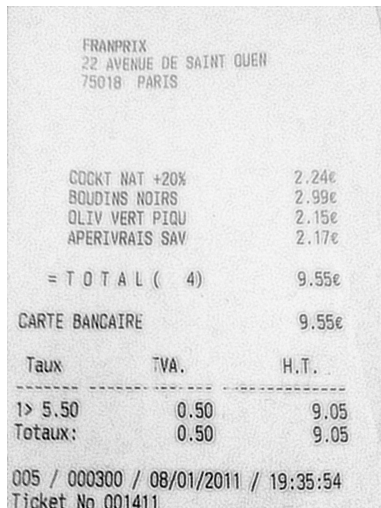 FRANPRIX
22 AVENUE DE SAINT OUEN
75018 PARIS
COCKT NAT +20% 2.24€
BOUDINS NOIRS 2.99€
OLIV VERT PIQU 2.15€
APERIVRAIS SAV 2.17€
= T O T A L ( 4) 9.55€
CARTE BANCAIRE 9.55€
Taux TVA. H.T.
1> 5.50 0.50 9.05
Totaux: 0.50 9.05
005 / 000300 / 08/01/2011 / 19:35:54
Ticket No 001411